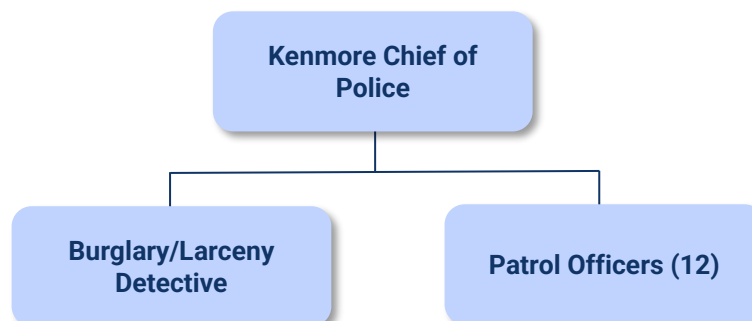 Kenmore Chief of
Police
Burglary/Larceny
Detective
Patrol Officers (12)